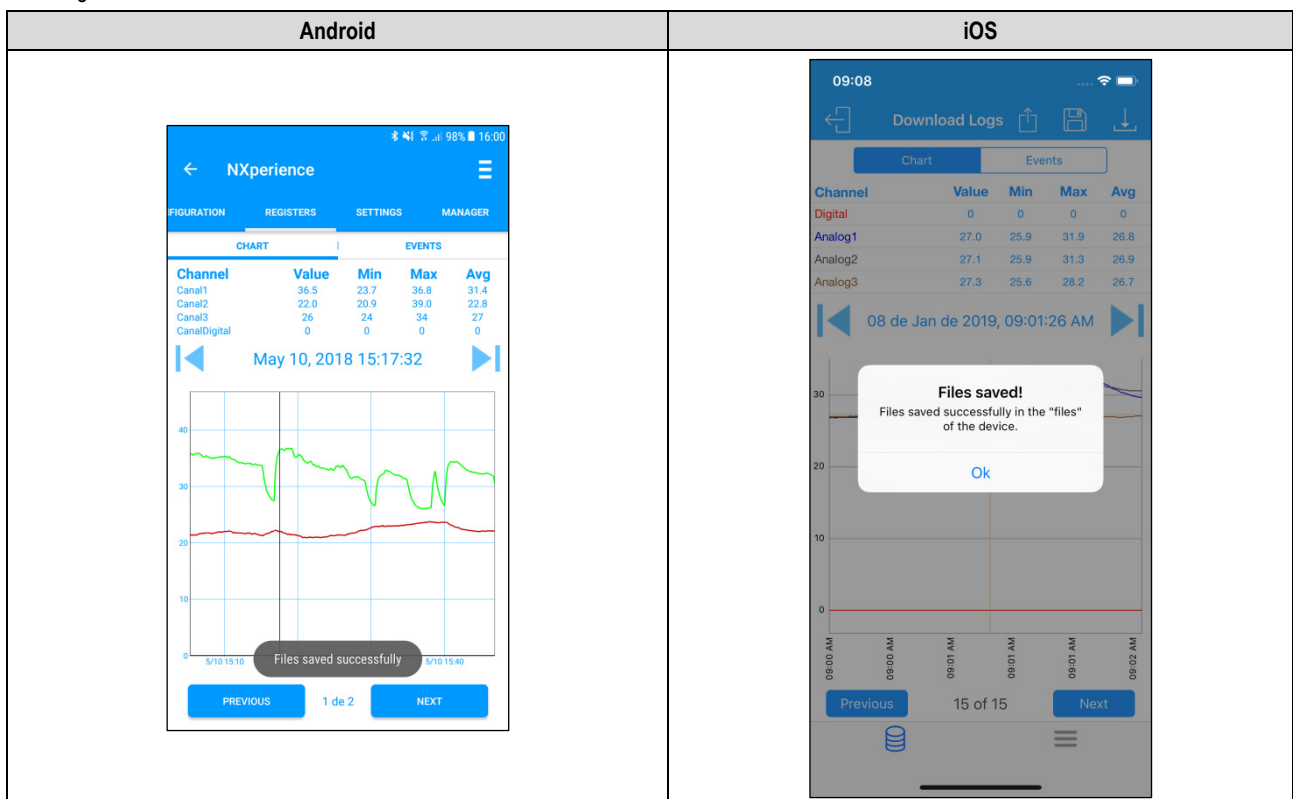 Android
iOS
98% 16:00
NXperience
FIGURATION REGISTERS SETTINGS MANAGER
CHART | EVENTS
Channel Value Min Max Avg
Canal1 36.5 23.7 36.8 31.4
Canal2 22.0 20.9 39.0 22.8
Canal3 26 24 34 27
CanalDigital 0 0 0 0
May 10, 2018 15:17:32
40
30
20
10
0
5/10 15:10 5/10 15:40
Files saved successfully
PREVIOUS 1 de 2 NEXT
09:08
Download Logs
Chart Events
Channel Value Min Max Avg
Digital 0 0 0 0
Analog1 27.0 25.9 31.9 26.8
Analog2 27.1 25.9 31.3 26.9
Analog3 27.3 25.6 28.2 26.7
08 de Jan de 2019, 09:01:26 AM
30
Files saved!
Files saved successfully in the "files"
of the device.
Ok
20
10
0
09:00 AM 09:00 AM 09:01 AM 09:01 AM 09:01 AM 09:02 AM
Previous 15 of 15 Next